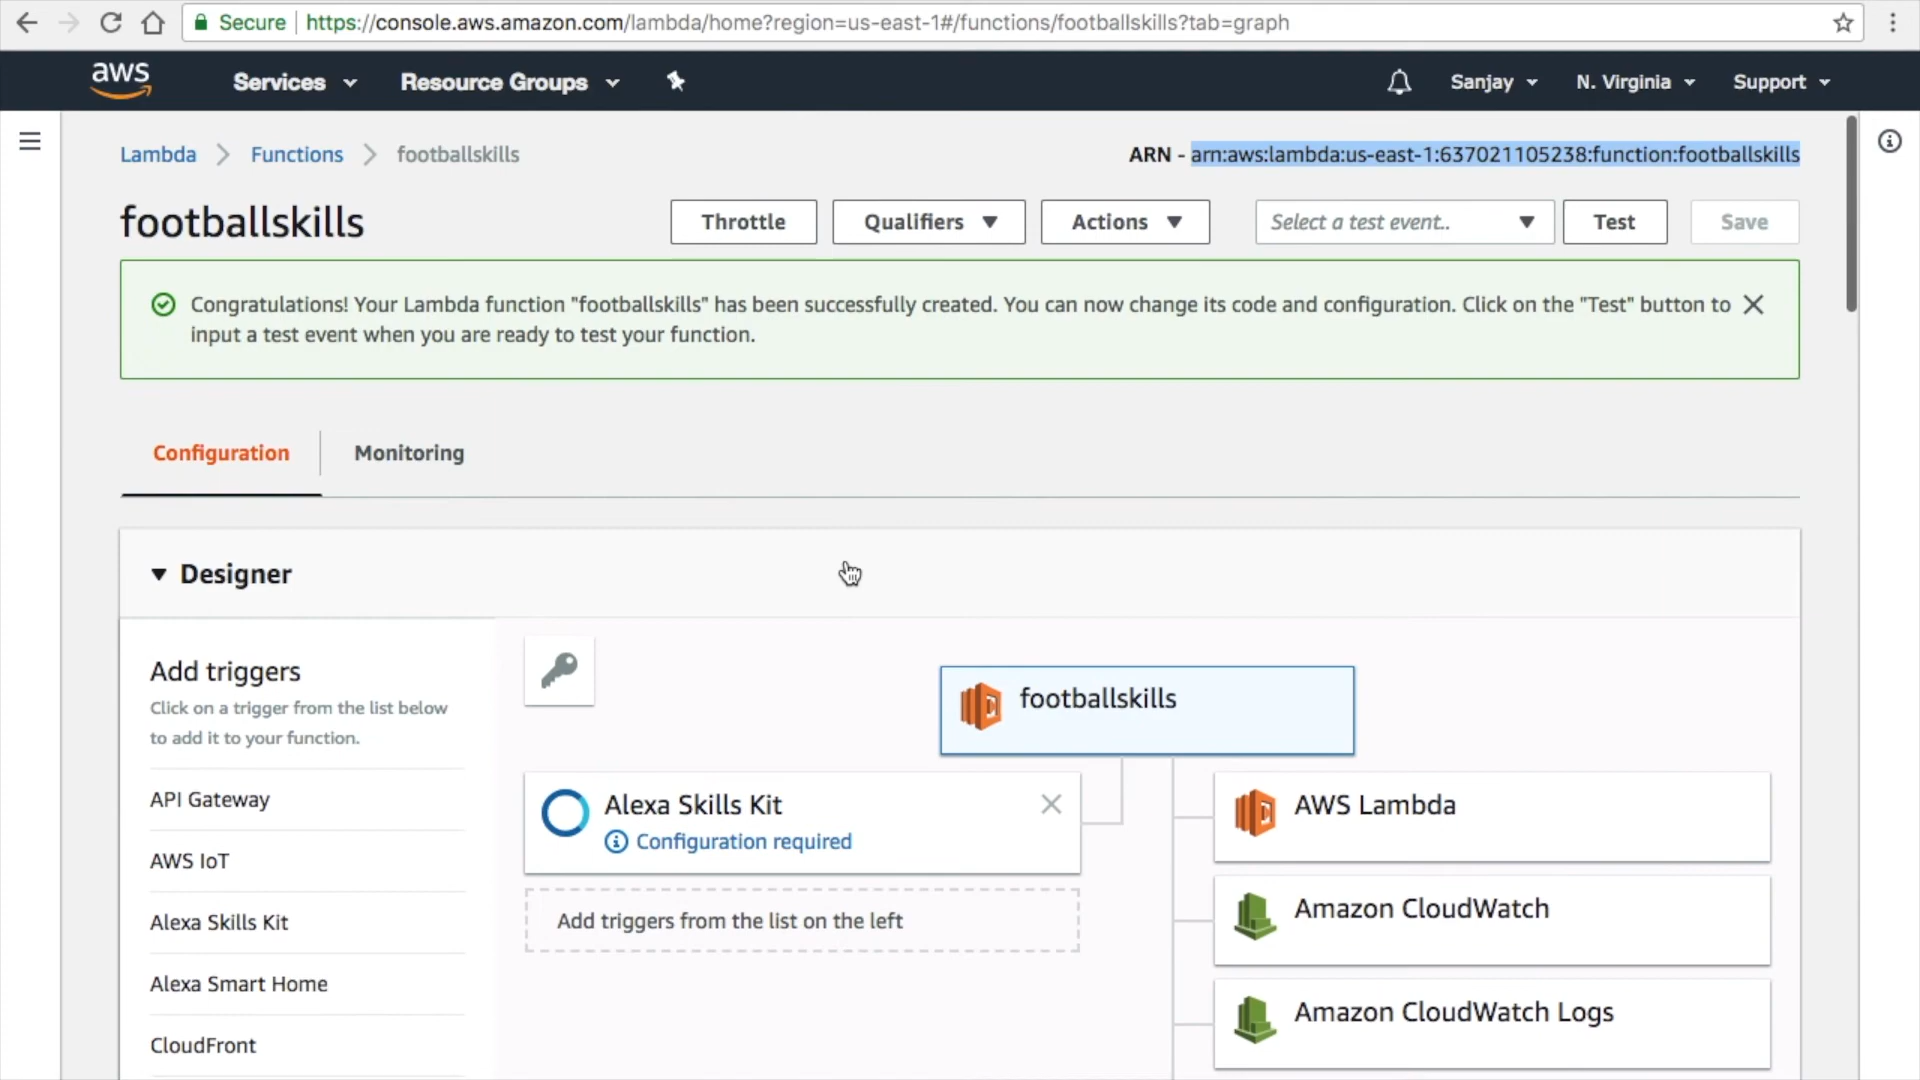 Secure
https://console.aws.amazon.com/lambda/home?region=us-east-1#/functions/footballskills?tab=graph
aws
Services
Resource Groups
Sanjay
N. Virginia
Support
Lambda
Functions
footballskills
ARN - arn:aws:lambda:us-east-1:637021105238:function:footballskills
footballskills
Throttle
Qualifiers
Actions
Select a test event..
Test
Save
Congratulations! Your Lambda function "footballskills" has been successfully created. You can now change its code and configuration. Click on the "Test" button to
input a test event when you are ready to test your function.
Configuration
Monitoring
Designer
Add triggers
Click on a trigger from the list below
to add it to your function.
API Gateway
AWS IoT
Alexa Skills Kit
Alexa Smart Home
CloudFront
footballskills
Alexa Skills Kit
Configuration required
Add triggers from the list on the left
AWS Lambda
Amazon CloudWatch
Amazon CloudWatch Logs